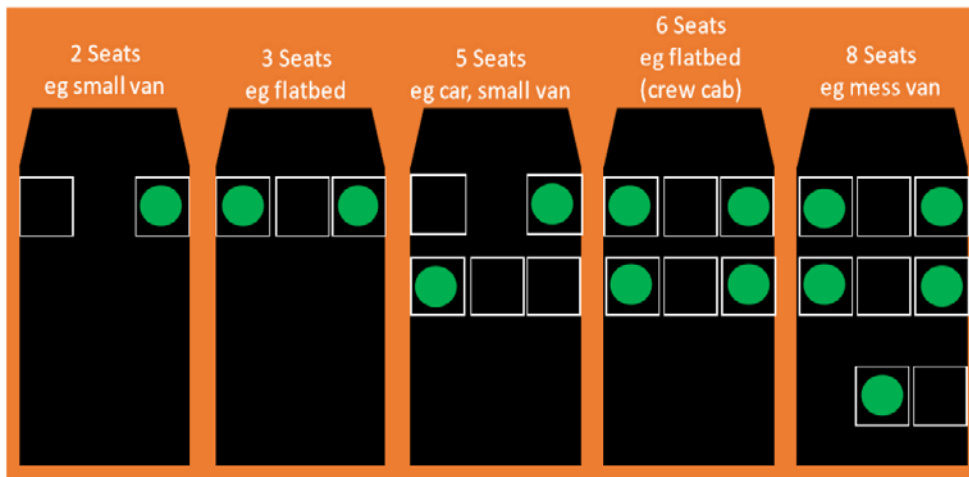 2 Seats
eg small van
3 Seats
eg flatbed
5 Seats
eg car, small van
6 Seats
eg flatbed
(crew cab)
8 Seats
eg mess van